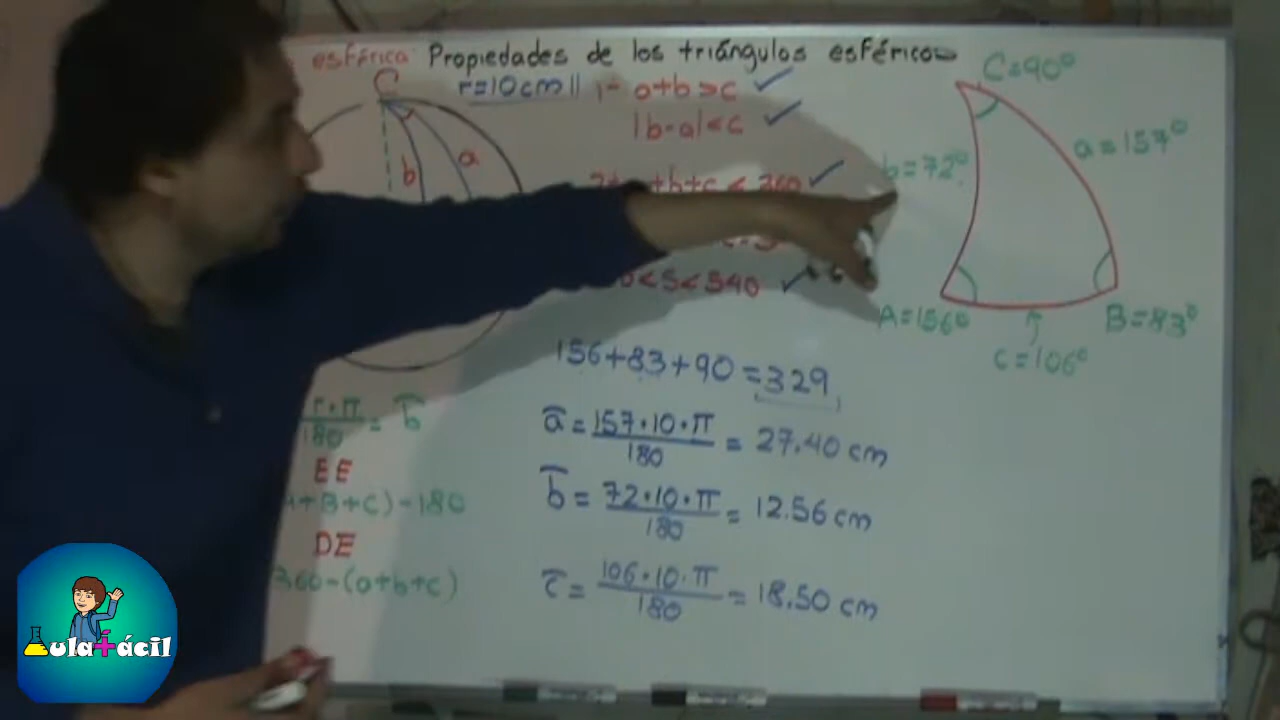 esférica: Propiedades de los triángulos esféricos
C
r=10cm || 1- a+b>c ✓
|b-a|<c ✓
b a
+b+c < 360 ✓
<S<540 ✓
C=90°
a=157°
b=72°
A=156°
B=83°
c=106°
156+83+90=329
a = 157·10·π / 180 = 27.40 cm
b = 72·10·π / 180 = 12.56 cm
c = 106·10·π / 180 = 18.50 cm
r·π / 180 = b
EE
+B+C)-180
DE
360-(a+b+c)
Aula+ácil